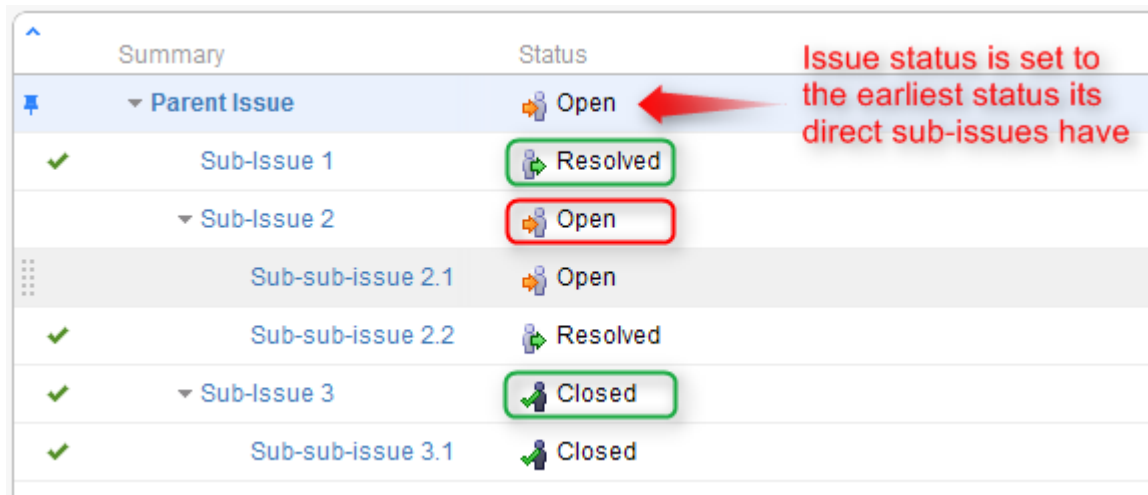 Summary Status
Issue status is set to
the earliest status its
direct sub-issues have
Parent Issue Open
Sub-Issue 1 Resolved
Sub-Issue 2 Open
Sub-sub-issue 2.1 Open
Sub-sub-issue 2.2 Resolved
Sub-Issue 3 Closed
Sub-sub-issue 3.1 Closed